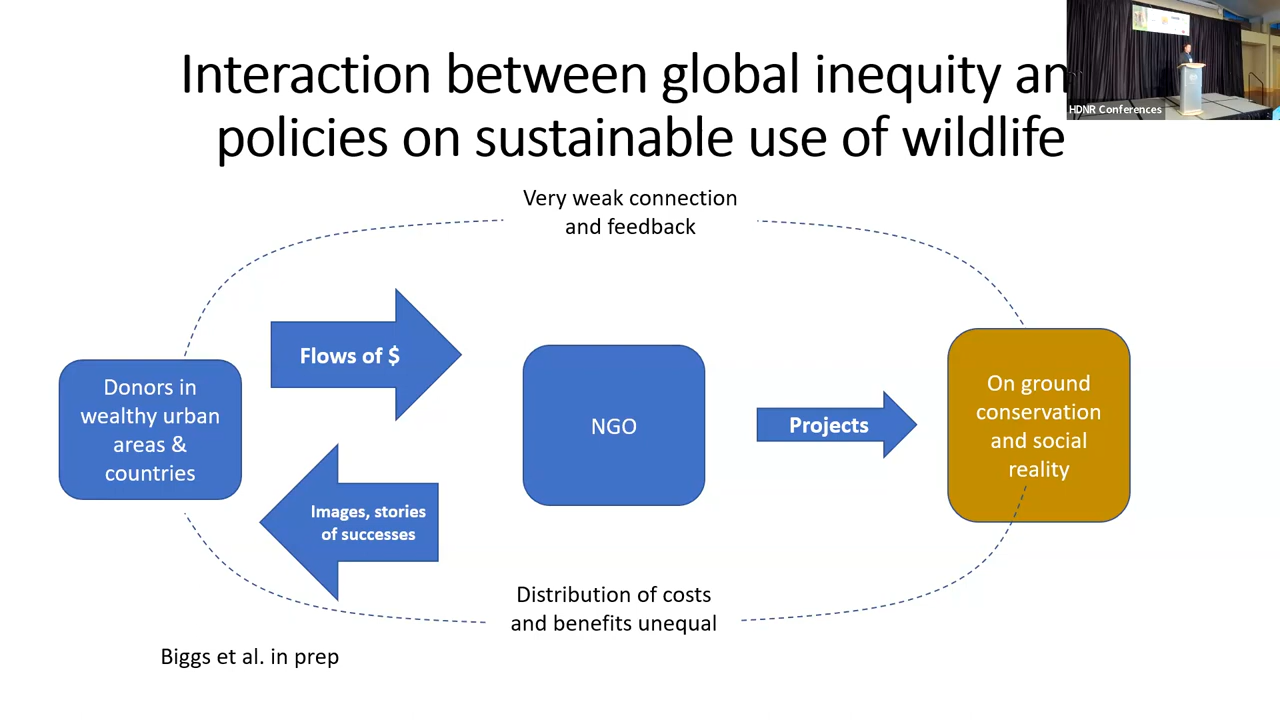 Interaction between global inequity an
policies on sustainable use of wildlife
HDNR Conferences
Very weak connection
and feedback
Flows of $
Donors in
wealthy urban
areas &
countries
NGO
Projects
On ground
conservation
and social
reality
Images, stories
of successes
Distribution of costs
and benefits unequal
Biggs et al. in prep